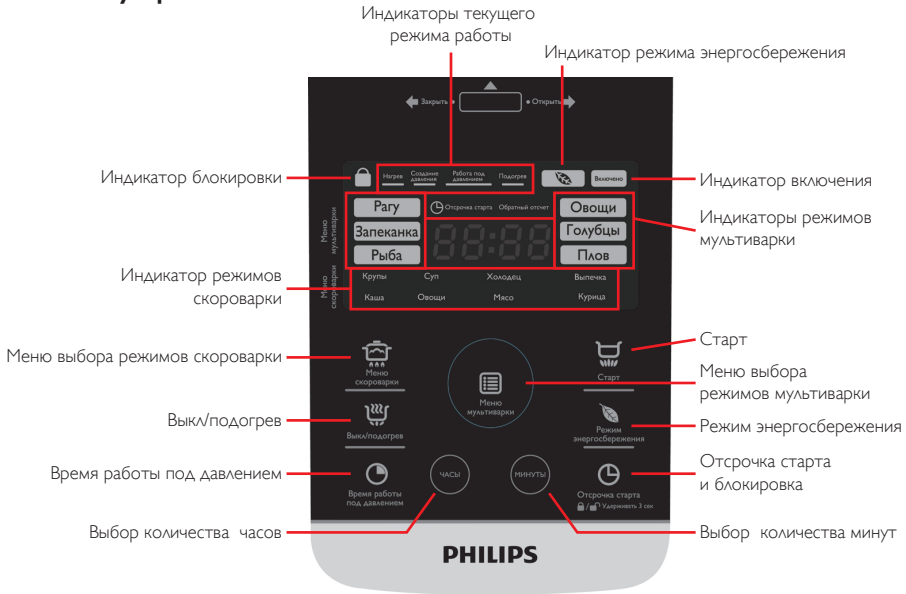 Индикаторы текущего
режима работы
Индикатор режима энергосбережения
Закрыть
Открыть
Индикатор блокировки
Нагрев
Создание
давления
Работа под
давлением
Подогрев
Включено
Индикатор включения
Меню
мультиварки
Рагу
Запеканка
Рыба
Отсрочка старта Обратный отсчет
88:88
Овощи
Голубцы
Плов
Индикаторы режимов
мультиварки
Индикатор режимов
скороварки
Меню
скороварки
Крупы Суп Холодец Выпечка
Каша Овощи Мясо Курица
Меню выбора режимов скороварки
Меню
скороварки
Старт
Старт
Меню
мультиварки
Меню выбора
режимов мультиварки
Выкл/подогрев
Выкл/подогрев
Режим
энергосбережения
Режим энергосбережения
Время работы под давлением
Время работы
под давлением
ЧАСЫ
МИНУТЫ
Отсрочка старта
/ Удерживать 3 сек
Отсрочка старта
и блокировка
Выбор количества часов
Выбор количества минут
PHILIPS